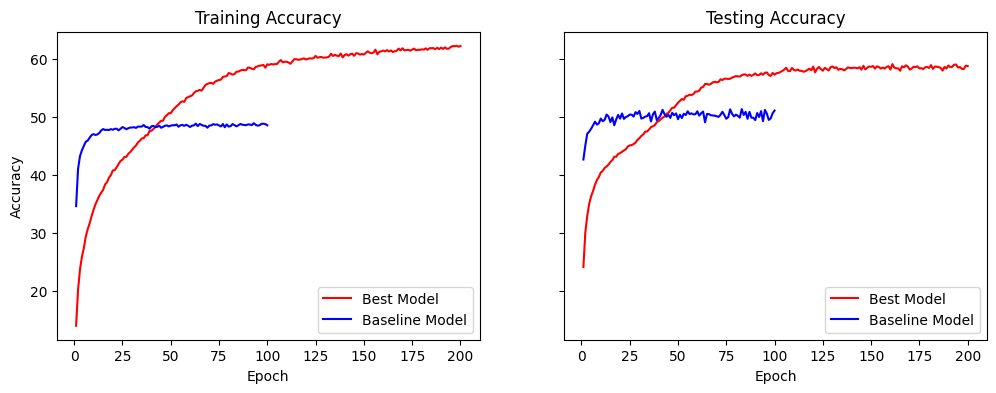 Training Accuracy
Accuracy
60
50
40
30
20
0 25 50 75 100 125 150 175 200
Epoch
Best Model
Baseline Model
Testing Accuracy
0 25 50 75 100 125 150 175 200
Epoch
Best Model
Baseline Model